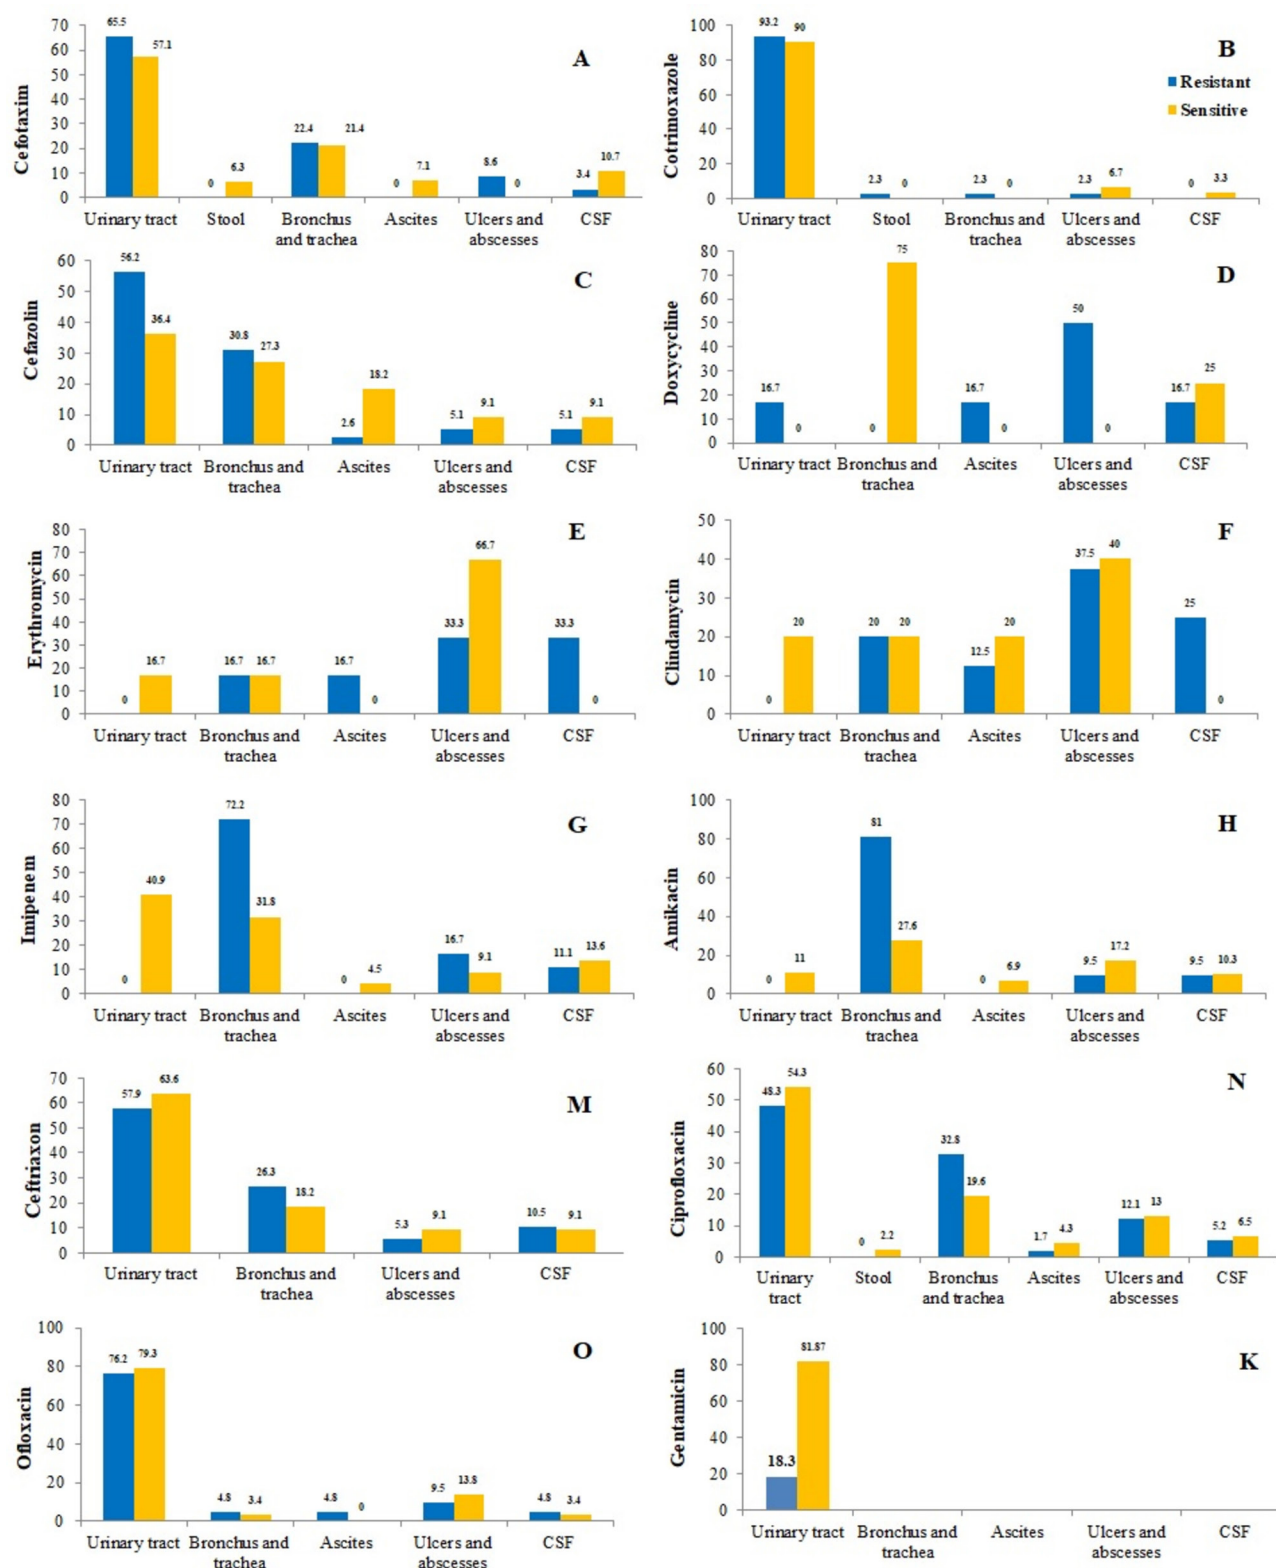 A
Cefotaxim
70
60
50
40
30
20
10
0
65.5
57.1
0
6.3
22.4
21.4
0
7.1
8.6
0
3.4
10.7
Urinary tract
Stool
Bronchus
and trachea
Ascites
Ulcers and
abscesses
CSF
B
Resistant
Sensitive
Cotrimoxazole
100
80
60
40
20
0
93.2
90
2.3
0
2.3
0
2.3
6.7
0
3.3
Urinary tract
Stool
Bronchus
and trachea
Ulcers and
abscesses
CSF
C
Cefazolin
60
50
40
30
20
10
0
56.2
36.4
30.8
27.3
2.6
18.2
5.1
9.1
5.1
9.1
Urinary tract
Bronchus and
trachea
Ascites
Ulcers and
abscesses
CSF
D
Doxycycline
80
70
60
50
40
30
20
10
0
16.7
0
0
75
16.7
0
50
0
16.7
25
Urinary tract
Bronchus and
trachea
Ascites
Ulcers and
abscesses
CSF
E
Erythromycin
80
70
60
50
40
30
20
10
0
0
16.7
16.7
16.7
16.7
0
33.3
66.7
33.3
0
Urinary tract
Bronchus and
trachea
Ascites
Ulcers and
abscesses
CSF
F
Clindamycin
50
40
30
20
10
0
0
20
20
20
12.5
20
37.5
40
25
0
Urinary tract
Bronchus and
trachea
Ascites
Ulcers and
abscesses
CSF
G
Imipenem
80
70
60
50
40
30
20
10
0
0
40.9
72.2
31.8
0
4.5
16.7
9.1
11.1
13.6
Urinary tract
Bronchus and
trachea
Ascites
Ulcers and
abscesses
CSF
H
Amikacin
100
80
60
40
20
0
0
11
81
27.6
0
6.9
9.5
17.2
9.5
10.3
Urinary tract
Bronchus and
trachea
Ascites
Ulcers and
abscesses
CSF
M
Ceftriaxon
70
60
50
40
30
20
10
0
57.9
63.6
26.3
18.2
5.3
9.1
10.5
9.1
Urinary tract
Bronchus and
trachea
Ulcers and
abscesses
CSF
N
Ciprofloxacin
60
50
40
30
20
10
0
48.3
54.3
0
2.2
32.8
19.6
1.7
4.3
12.1
13
5.2
6.5
Urinary
tract
Stool
Bronchus
and trachea
Ascites
Ulcers and
abscesses
CSF
O
Ofloxacin
100
80
60
40
20
0
76.2
79.3
4.8
3.4
4.8
0
9.5
13.8
4.8
3.4
Urinary tract
Bronchus and
trachea
Ascites
Ulcers and
abscesses
CSF
K
Gentamicin
100
80
60
40
20
0
18.3
81.87
Urinary tract
Bronchus and
trachea
Ascites
Ulcers and
abscesses
CSF